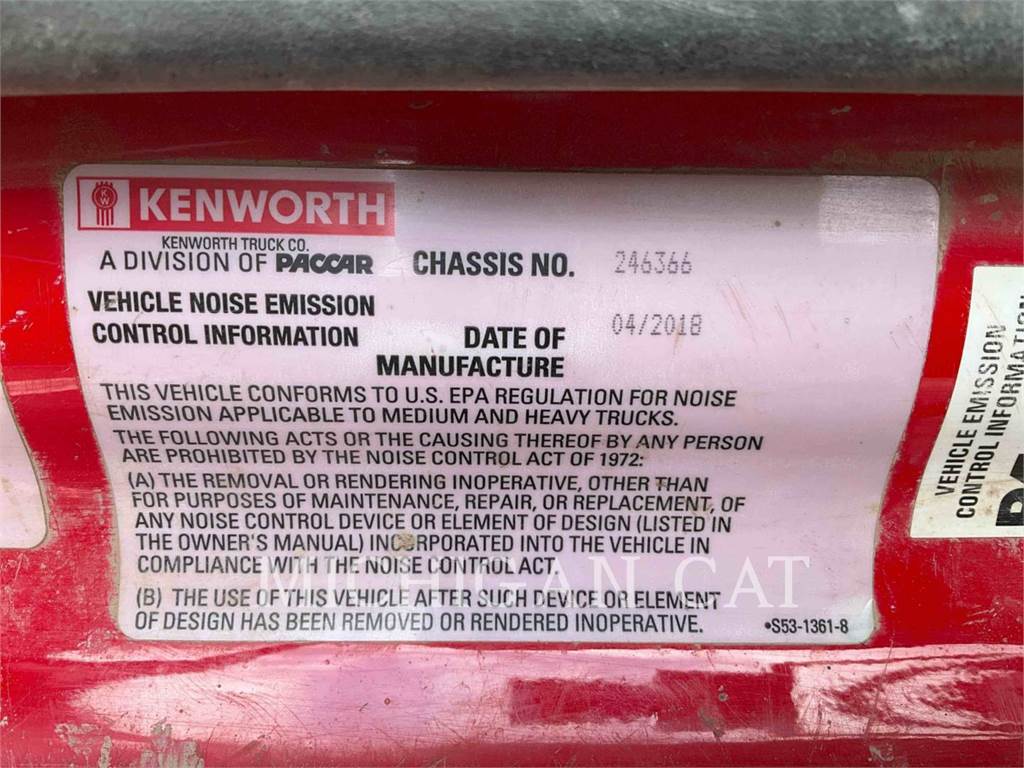 KW
KENWORTH
KENWORTH TRUCK CO.
A DIVISION OF PACCAR
CHASSIS NO. 246366
VEHICLE NOISE EMISSION
CONTROL INFORMATION
DATE OF
MANUFACTURE
04/2018
THIS VEHICLE CONFORMS TO U.S. EPA REGULATION FOR NOISE
EMISSION APPLICABLE TO MEDIUM AND HEAVY TRUCKS.
THE FOLLOWING ACTS OR THE CAUSING THEREOF BY ANY PERSON
ARE PROHIBITED BY THE NOISE CONTROL ACT OF 1972:
(A) THE REMOVAL OR RENDERING INOPERATIVE, OTHER THAN
FOR PURPOSES OF MAINTENANCE, REPAIR, OR REPLACEMENT, OF
ANY NOISE CONTROL DEVICE OR ELEMENT OF DESIGN (LISTED IN
THE OWNER'S MANUAL) INCORPORATED INTO THE VEHICLE IN
COMPLIANCE WITH THE NOISE CONTROL ACT.
(B) THE USE OF THIS VEHICLE AFTER SUCH DEVICE OR ELEMENT
OF DESIGN HAS BEEN REMOVED OR RENDERED INOPERATIVE.
•S53-1361-8
MICHIGAN CAT
VEHICLE EMISSION
CONTROL INFORMATION